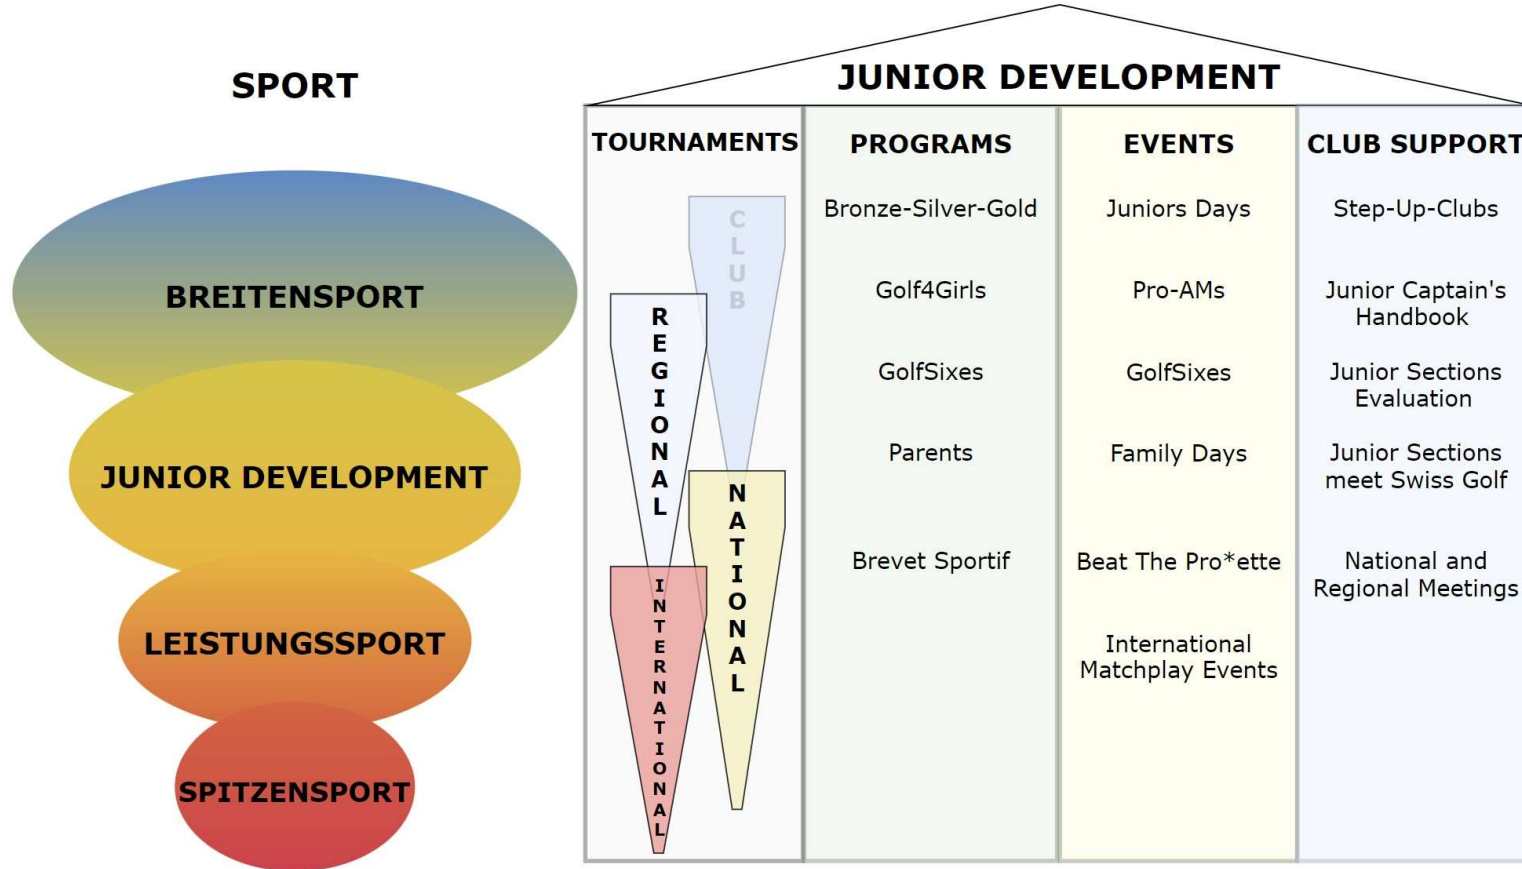 SPORT
BREITENSPORT
JUNIOR DEVELOPMENT
LEISTUNGSSPORT
SPITZENSPORT
JUNIOR DEVELOPMENT
TOURNAMENTS
CLUB
REGIONAL
NATIONAL
INTERNATIONAL
PROGRAMS
Bronze-Silver-Gold
Golf4Girls
GolfSixes
Parents
Brevet Sportif
EVENTS
Juniors Days
Pro-AMs
GolfSixes
Family Days
Beat The Pro*ette
International
Matchplay Events
CLUB SUPPORT
Step-Up-Clubs
Junior Captain's
Handbook
Junior Sections
Evaluation
Junior Sections
meet Swiss Golf
National and
Regional Meetings